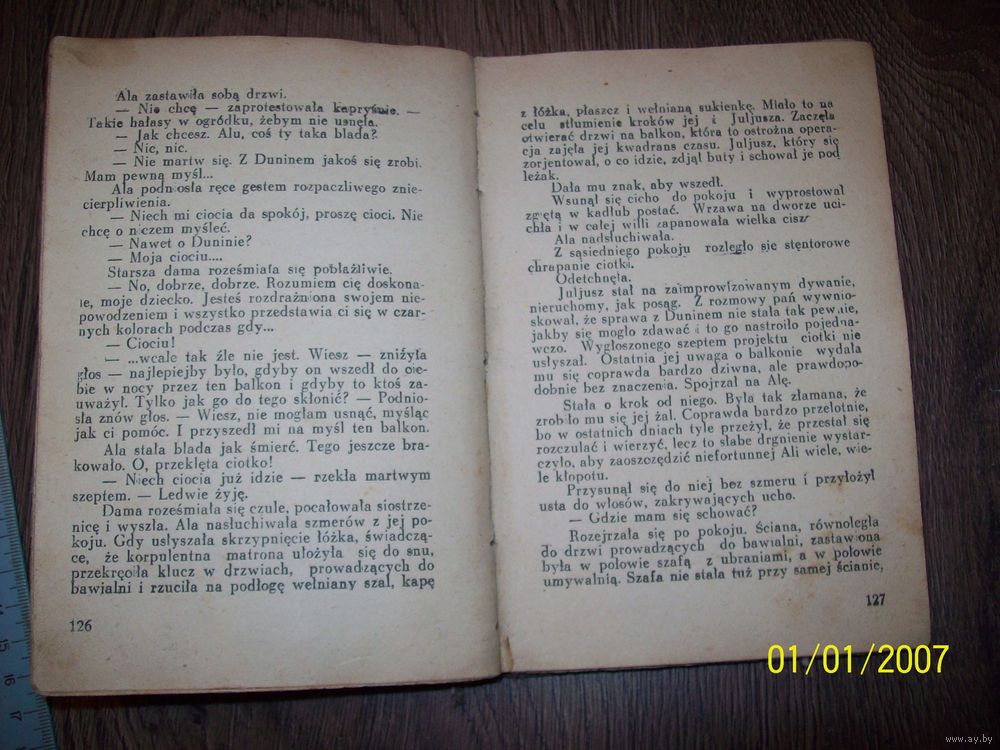 Ala zastawiła sobą drzwi.
— Nie chcę — zaprotestowała kapryśnie. —
Takie hałasy w ogródku, żebym nie usnęła.
— Jak chcesz. Alu, coś ty taka blada?
— Nic, nic.
— Nie martw się. Z Duninem jakoś się zrobi.
Mam pewną myśl...
Ala podniosła ręce gestem rozpaczliwego znie-
cierpliwienia.
— Niech mi ciocia da spokój, proszę cioci. Nie
chcę o niczem myśleć.
— Nawet o Duninie?
— Moja ciociu....
Starsza dama roześmiała się pobłażliwie.
— No, dobrze, dobrze. Rozumiem cię doskona-
le, moje dziecko. Jesteś rozdrażniona swojem nie-
powodzeniem i wszystko przedstawia ci się w czar-
nych kolorach podczas gdy...
— Ciociu!
— ...wcale tak źle nie jest. Wiesz — zniżyła
głos — najlepiejby było, gdyby on wszedł do cie-
bie w nocy przez ten balkon i gdyby to ktoś za-
uważył. Tylko jak go do tego skłonić? — Podnio-
sła znów głos. — Wiesz, nie mogłam usnąć, myśląc
jak ci pomóc. I przyszedł mi na myśl ten balkon.
Ala stała blada jak śmierć. Tego jeszcze bra-
kowało. O, przeklęta ciotko!
— Niech ciocia już idzie — rzekła martwym
szeptem. — Ledwie żyję.
Dama roześmiała się czule, pocałowała siostrze-
nicę i wyszła. Ala nasłuchiwała szmerów z jej po-
koju. Gdy usłyszała skrzypnięcie łóżka, świadczą-
ce, że korpulentna matrona ułożyła się do snu,
przekręciła klucz w drzwiach, prowadzących do
bawialni i rzuciła na podłogę wełniany szal, kapę
126
z łóżka, płaszcz i wełnianą sukienkę. Miało to na
celu stłumienie kroków jej i Juljusza. Zaczęła
otwierać drzwi na balkon, która to ostrożna opera-
cja zajęła jej kwadrans czasu. Juljusz, który się
zorjentował, o co idzie, zdjął buty i schował je pod
leżak.
Dała mu znak, aby wszedł.
Wsunął się cicho do pokoju i wyprostował
zgiętą w kadłub postać. Wrzawa na dworze uci-
chła i w całej willi zapanowała wielka cisza
Ala nadsłuchiwała.
Z sąsiedniego pokoju rozległo się stentorowe
chrapanie ciotki.
Odetchnęła.
Juljusz stał na zaimprowizowanym dywanie,
nieruchomy, jak posąg. Z rozmowy pań wywnio-
skował, że sprawa z Duninem nie stała tak pewnie,
jakby się mogło zdawać i to go nastroiło pojedna-
wczo. Wygłoszonego szeptem projektu ciotki nie
usłyszał. Ostatnia jej uwaga o balkonie wydała
mu się coprawda bardzo dziwna, ale prawdopo-
dobnie bez znaczenia. Spojrzał na Alę.
Stała o krok od niego. Była tak złamana, że
zrobiło mu się jej żal. Coprawda bardzo przelotnie,
bo w ostatnich dniach tyle przeżył, że przestał się
rozczulać i wierzyć, lecz to słabe drgnienie wystar-
czyło, aby zaoszczędzić niefortunnej Ali wiele, wie-
le kłopotu.
Przysunął się do niej bez szmeru i przyłożył
usta do włosów, zakrywających ucho.
— Gdzie mam się schować?
Rozejrzała się po pokoju. Ściana, równoległa
do drzwi prowadzących do bawialni, zastawiona
była w połowie szafą z ubraniami, a w połowie
umywalnią. Szafa nie stała tuż przy samej ścianie,
127
15
16
17
01/01/2007
www.ay.by